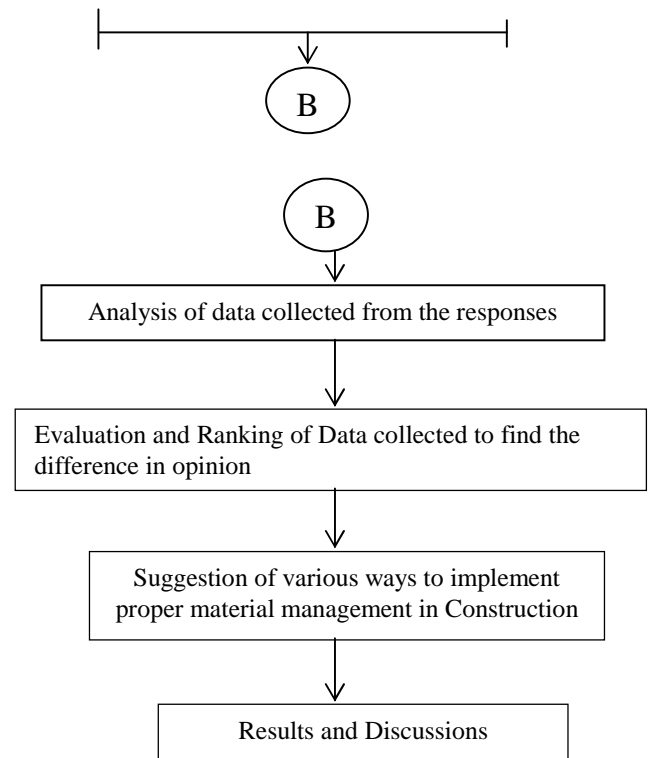 B
B
Analysis of data collected from the responses
Evaluation and Ranking of Data collected to find the
difference in opinion
Suggestion of various ways to implement
proper material management in Construction
Results and Discussions